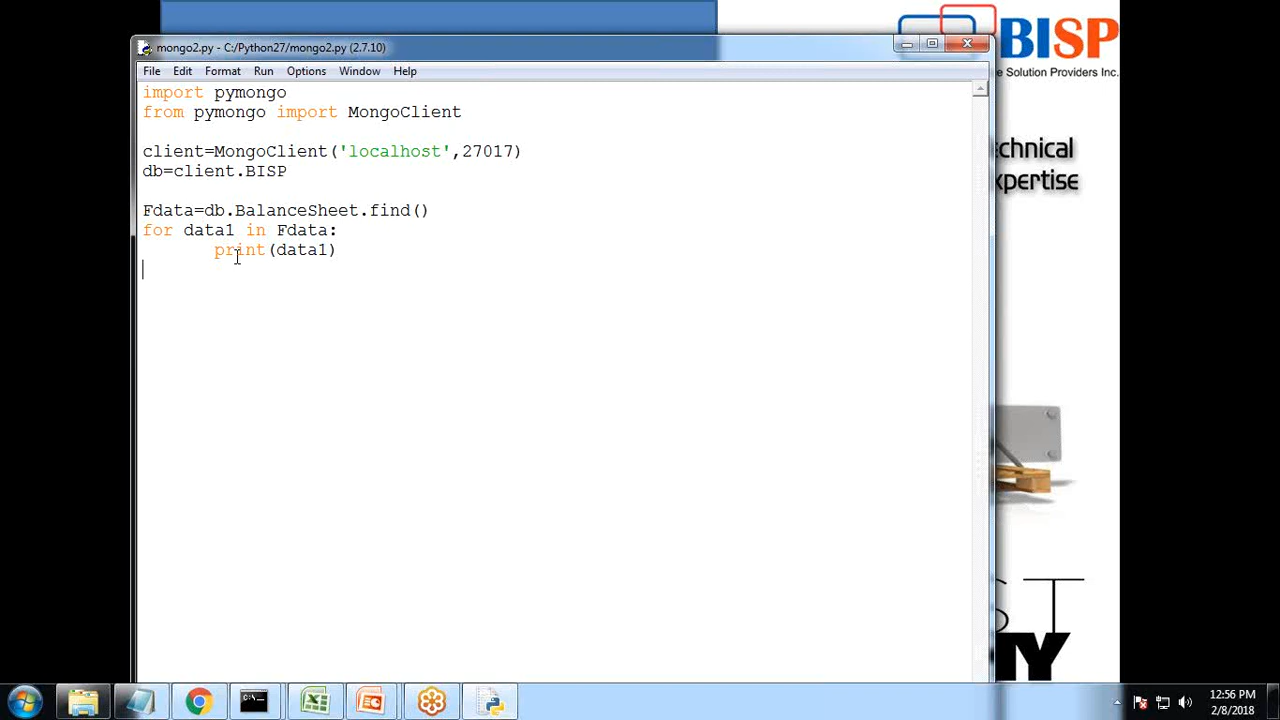 BISP
e Solution Providers Inc.
mongo2.py - C:/Python27/mongo2.py (2.7.10)
File Edit Format Run Options Window Help
import pymongo
from pymongo import MongoClient
client=MongoClient('localhost',27017)
db=client.BISP
Fdata=db.BalanceSheet.find()
for data1 in Fdata:
print(data1)
chnical
xpertise
12:56 PM
2/8/2018